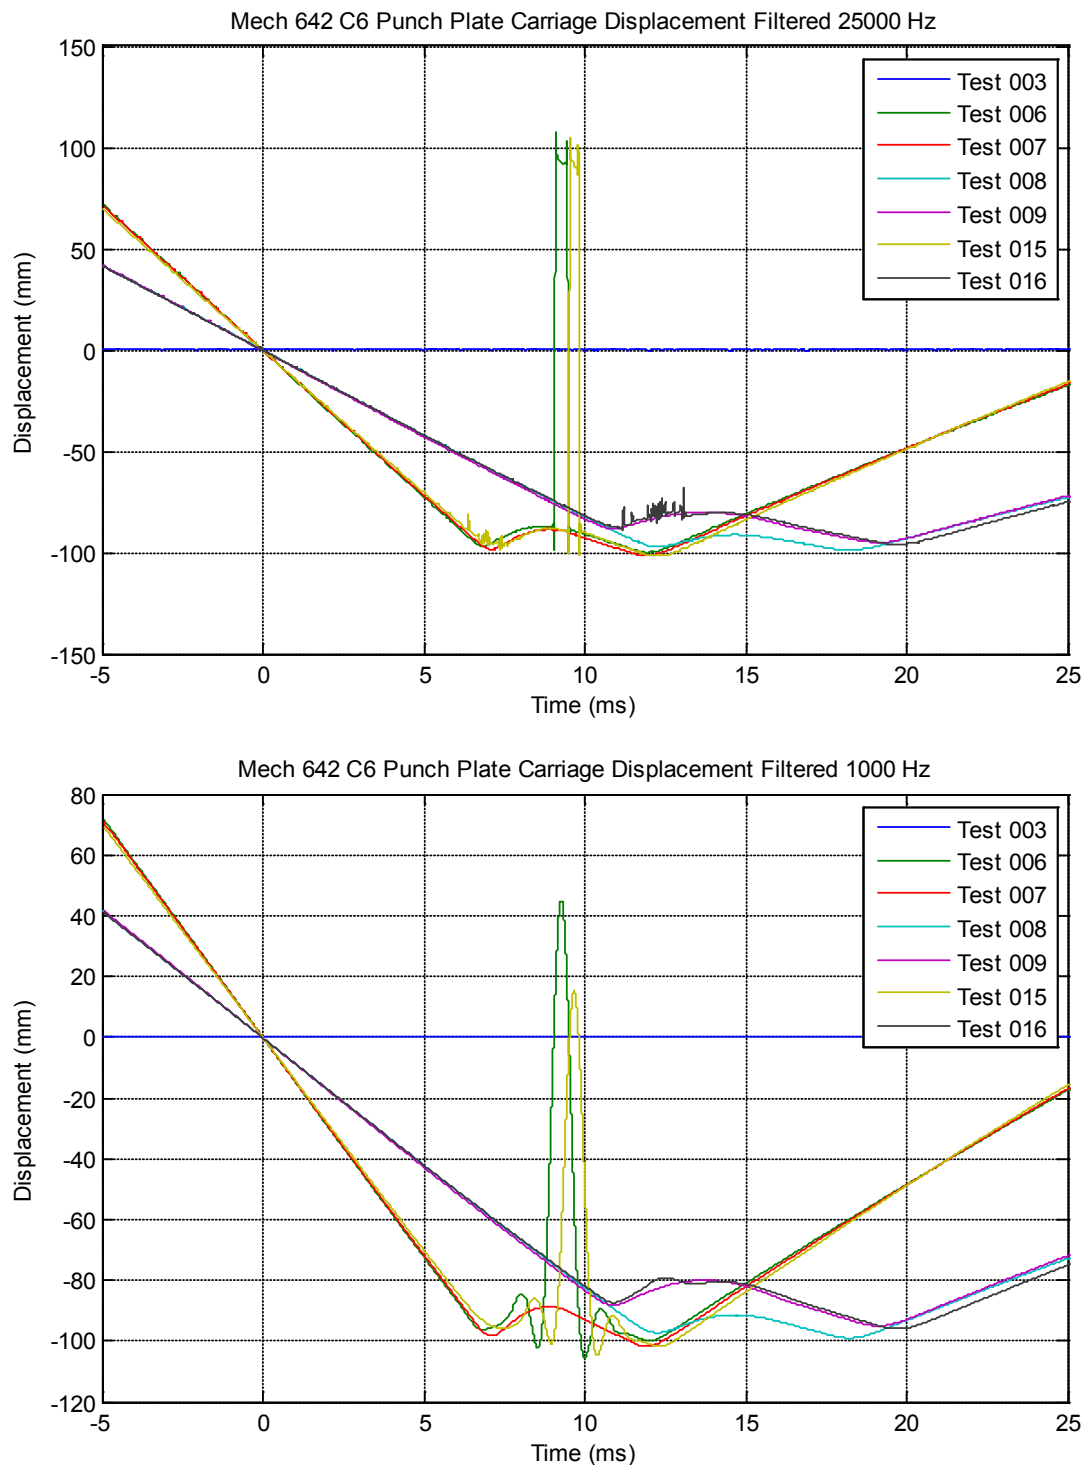 Mech 642 C6 Punch Plate Carriage Displacement Filtered 25000 Hz
150
100
50
0
-50
-100
-150
Displacement (mm)
Test 003
Test 006
Test 007
Test 008
Test 009
Test 015
Test 016
-5 0 5 10 15 20 25
Time (ms)
Mech 642 C6 Punch Plate Carriage Displacement Filtered 1000 Hz
80
60
40
20
0
-20
-40
-60
-80
-100
-120
Displacement (mm)
Test 003
Test 006
Test 007
Test 008
Test 009
Test 015
Test 016
-5 0 5 10 15 20 25
Time (ms)